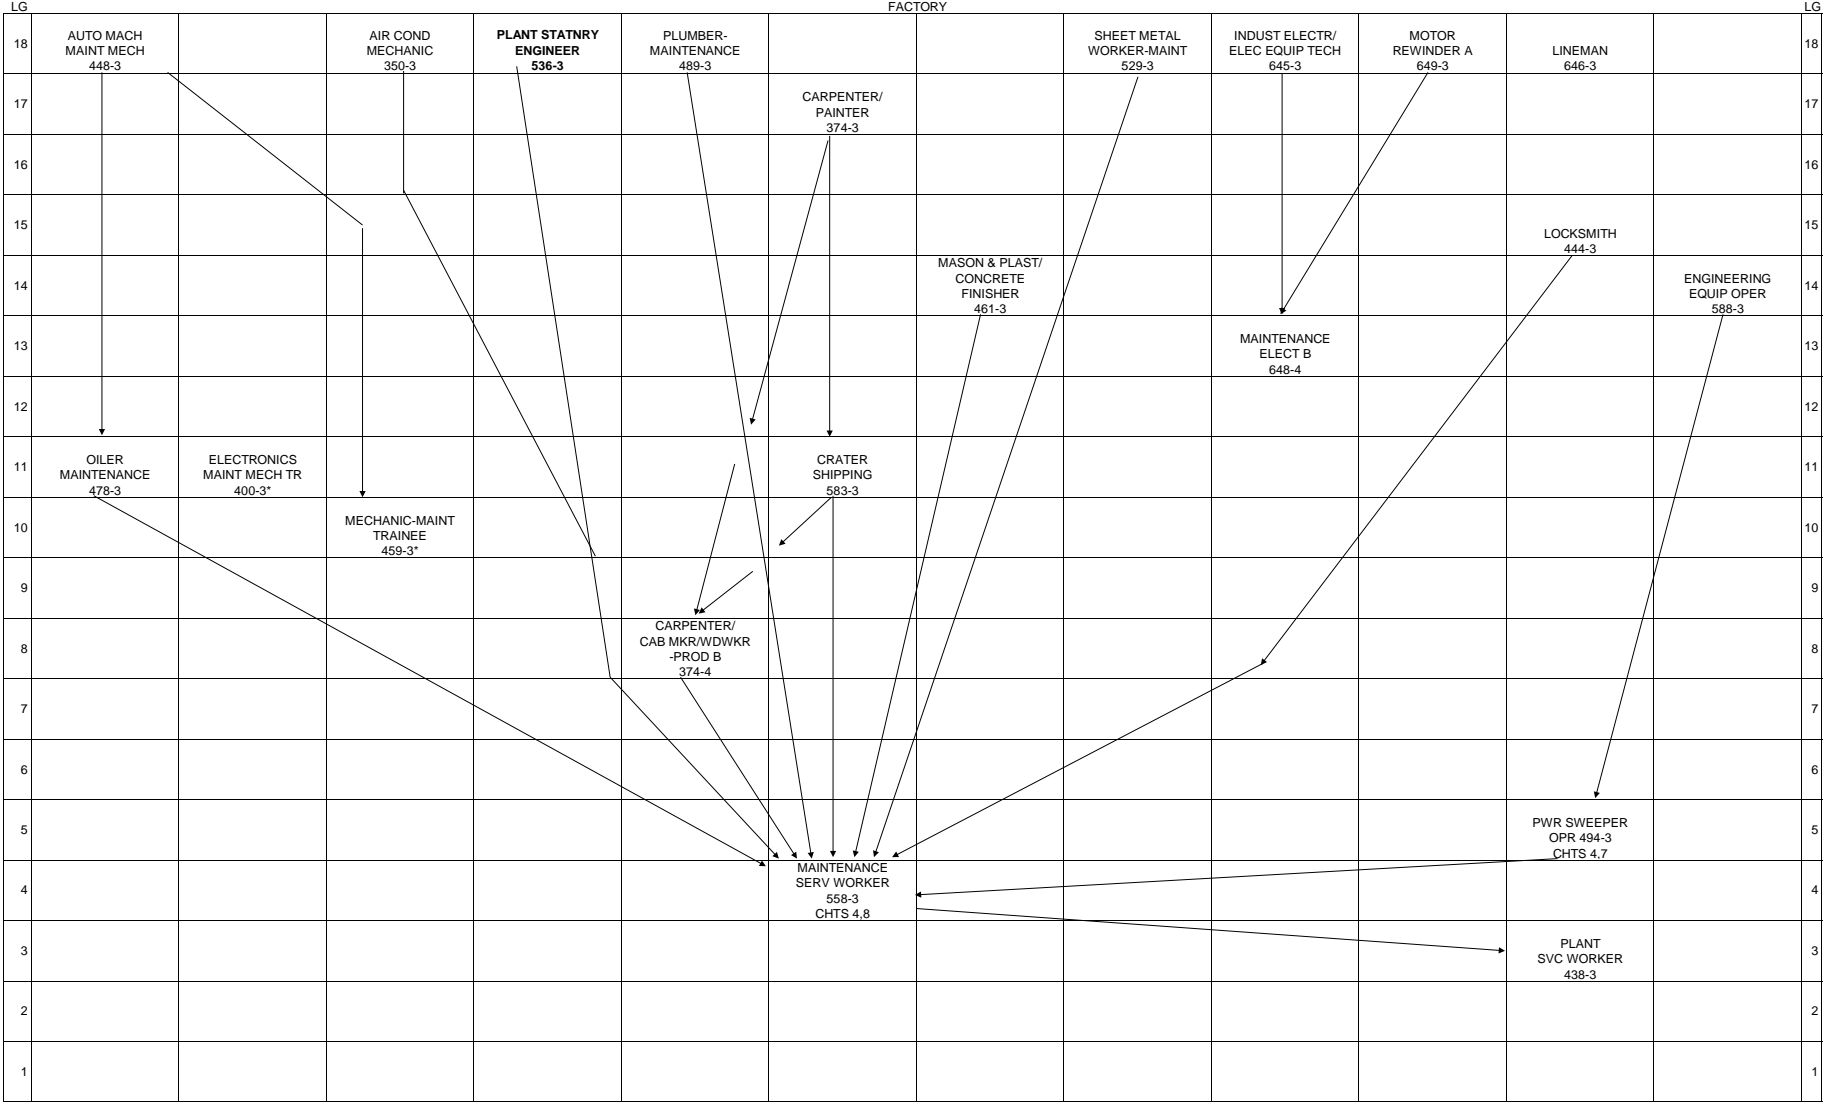 LG FACTORY LG
18 18
AUTO MACH
MAINT MECH
448-3
AIR COND
MECHANIC
350-3
PLANT STATNRY
ENGINEER
536-3
PLUMBER-
MAINTENANCE
489-3
SHEET METAL
WORKER-MAINT
529-3
INDUST ELECTR/
ELEC EQUIP TECH
645-3
MOTOR
REWINDER A
649-3
LINEMAN
646-3
17 17
CARPENTER/
PAINTER
374-3
16 16
15 15
LOCKSMITH
444-3
14 14
MASON & PLAST/
CONCRETE
FINISHER
461-3
ENGINEERING
EQUIP OPER
588-3
13 13
MAINTENANCE
ELECT B
648-4
12 12
11 11
OILER
MAINTENANCE
478-3
ELECTRONICS
MAINT MECH TR
400-3*
CRATER
SHIPPING
583-3
10 10
MECHANIC-MAINT
TRAINEE
459-3*
9 9
8 8
CARPENTER/
CAB MKR/WDWKR
-PROD B
374-4
7 7
6 6
5 5
PWR SWEEPER
OPR 494-3
CHTS 4,7
4 4
MAINTENANCE
SERV WORKER
558-3
CHTS 4,8
3 3
PLANT
SVC WORKER
438-3
2 2
1 1